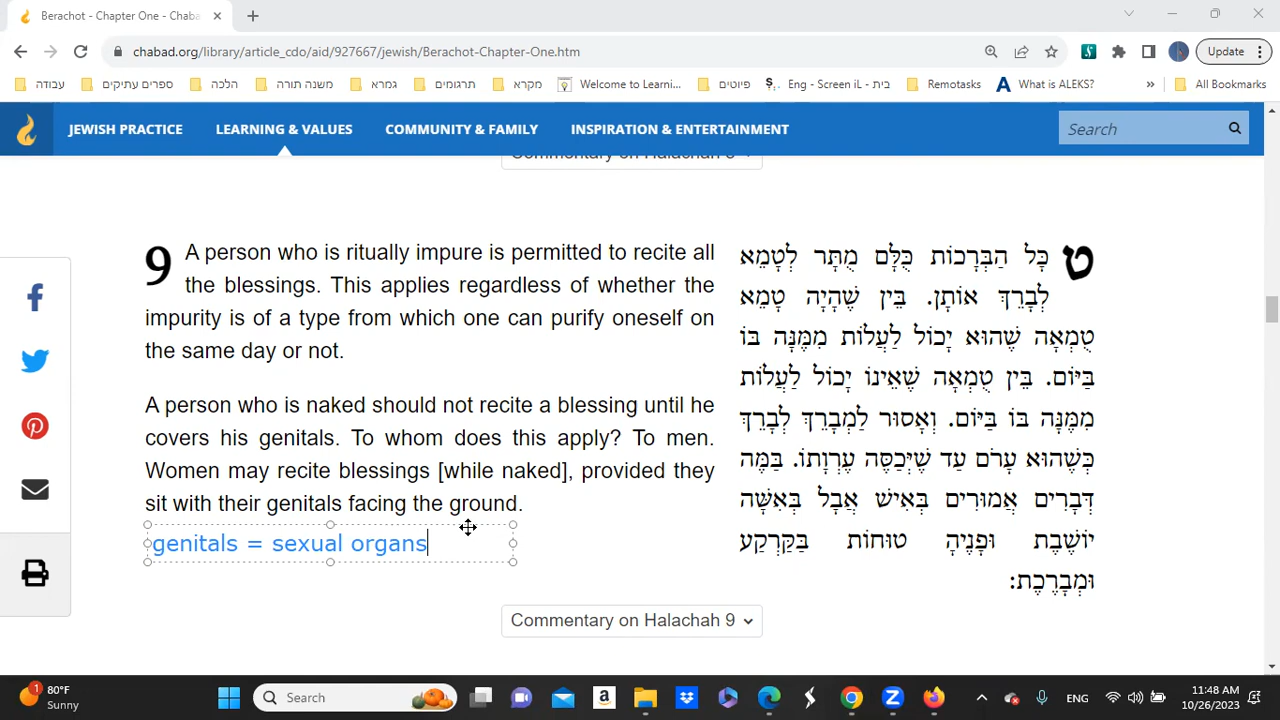 Berachot - Chapter One - Chaba
chabad.org/library/article_cdo/aid/927667/jewish/Berachot-Chapter-One.htm
Update
עבודה
ספרים עתיקים
הלכה
משנה תורה
גמרא
תרגומים
מקרא
Welcome to Learni...
פיוטים
Eng - Screen iL - בית
Remotasks
What is ALEKS?
»
All Bookmarks
JEWISH PRACTICE
LEARNING & VALUES
COMMUNITY & FAMILY
INSPIRATION & ENTERTAINMENT
Search
Commentary on Halachah
9 A person who is ritually impure is permitted to recite all
the blessings. This applies regardless of whether the
impurity is of a type from which one can purify oneself on
the same day or not.
A person who is naked should not recite a blessing until he
covers his genitals. To whom does this apply? To men.
Women may recite blessings [while naked], provided they
sit with their genitals facing the ground.
genitals = sexual organs
ט כָּל הַבְּרָכוֹת כֻּלָּם מֻתָּר לְטָמֵא
לְבָרֵךְ אוֹתָן. בֵּין שֶׁהָיָה טָמֵא
טֻמְאָה שֶׁהוּא יָכוֹל לַעֲלוֹת מִמֶּנָּה בּוֹ
בַּיּוֹם. בֵּין טֻמְאָה שֶׁאֵינוֹ יָכוֹל לַעֲלוֹת
מִמֶּנָּה בּוֹ בַּיּוֹם. וְאָסוּר לַמְבָרֵךְ לְבָרֵךְ
כְּשֶׁהוּא עָרֹם עַד שֶׁיְּכַסֶּה עֶרְוָתוֹ. בַּמֶּה
דְּבָרִים אֲמוּרִים בְּאִישׁ אֲבָל בְּאִשָּׁה
יוֹשֶׁבֶת וּפָנֶיהָ טוּחוֹת בַּקַּרְקַע
וּמְבָרֶכֶת:
Commentary on Halachah 9
1
80°F
Sunny
Search
ENG
11:48 AM
10/26/2023